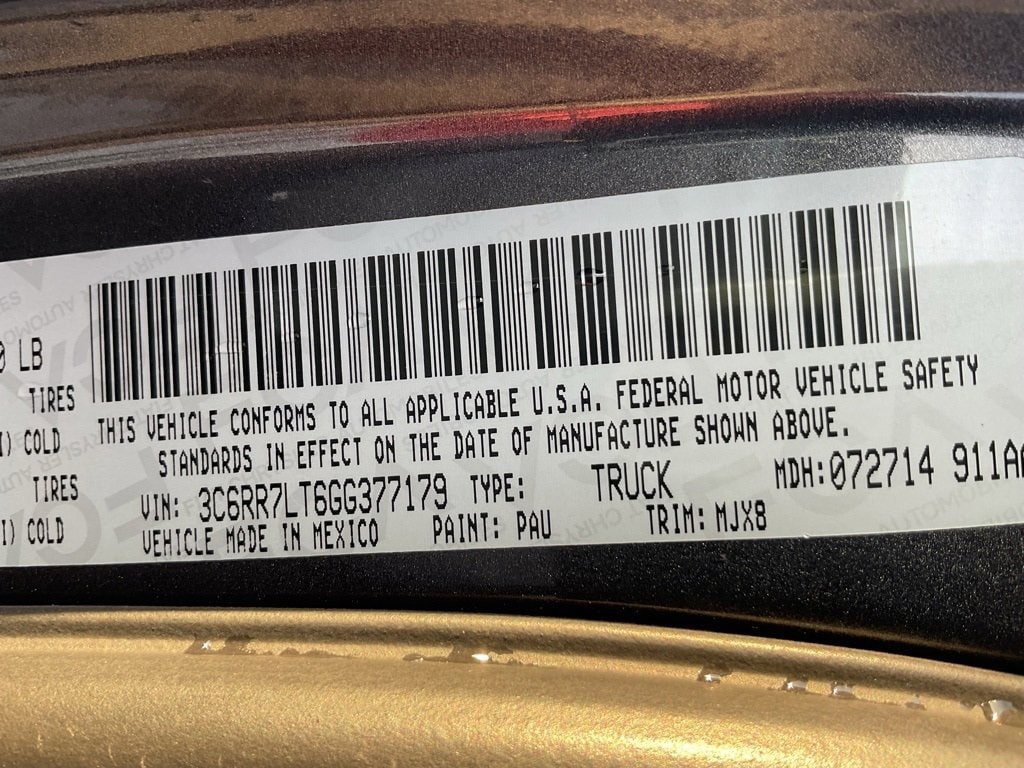 0 LB
TIRES
I) COLD
TIRES
I) COLD
THIS VEHICLE CONFORMS TO ALL APPLICABLE U.S.A. FEDERAL MOTOR VEHICLE SAFETY
STANDARDS IN EFFECT ON THE DATE OF MANUFACTURE SHOWN ABOVE.
VIN: 3C6RR7LT6GG377179 TYPE: TRUCK MDH:072714 911AA
VEHICLE MADE IN MEXICO PAINT: PAU TRIM: MJX8